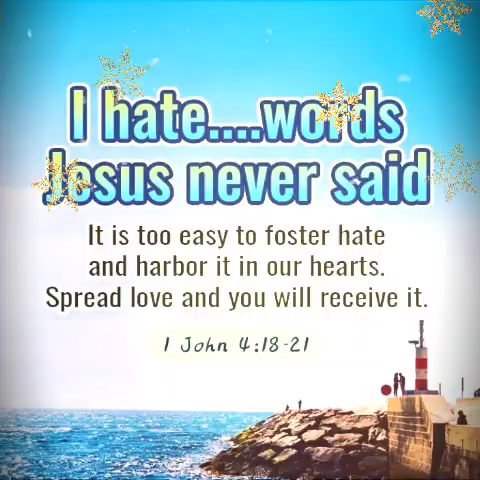 I hate....words
Jesus never said
It is too easy to foster hate
and harbor it in our hearts.
Spread love and you will receive it.
1 John 4:18-21